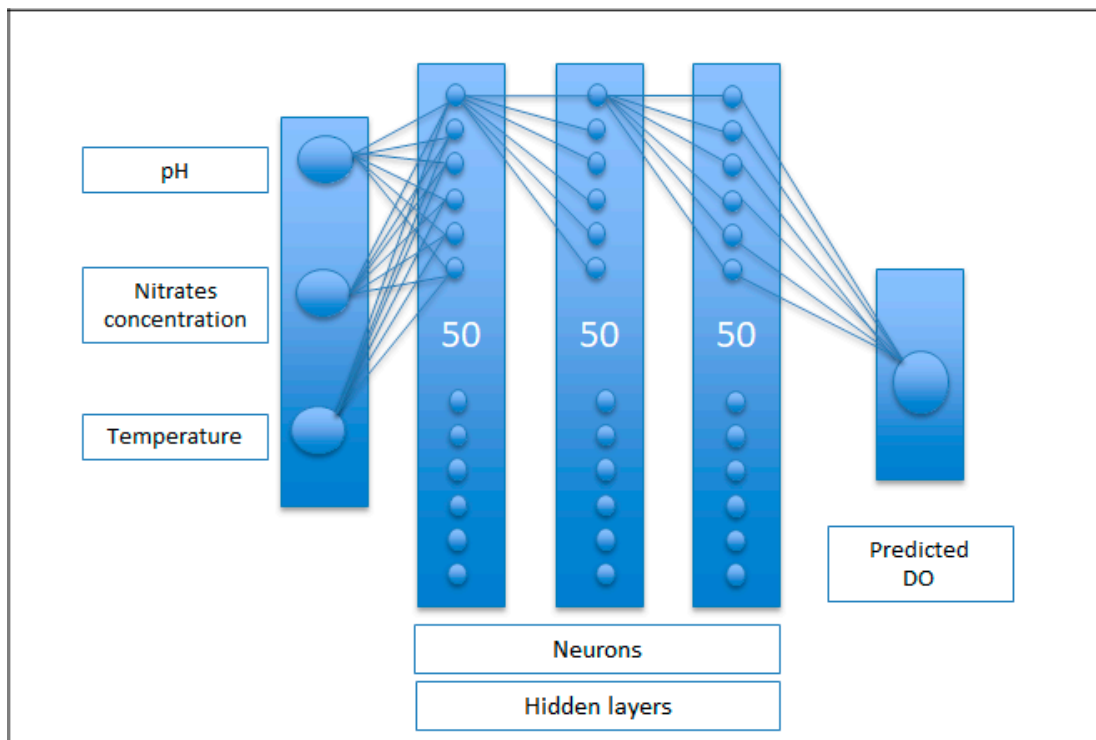 pH
Nitrates
concentration
Temperature
50
50
50
Predicted
DO
Neurons
Hidden layers